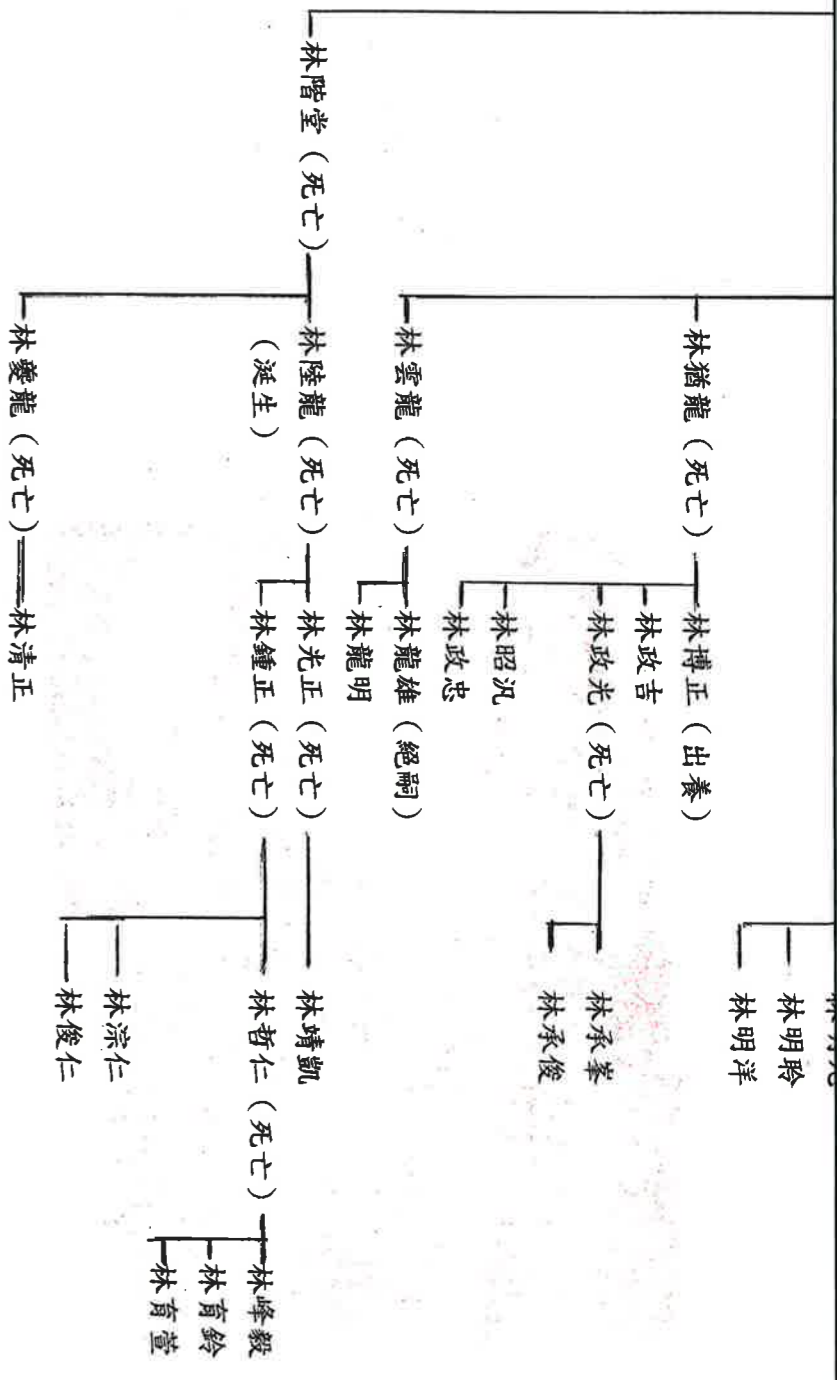 林明聆
林明洋
林猶龍（死亡）
林博正（出養）
林政吉
林政光（死亡）
林承峯
林承俊
林昭汎
林政忠
林雲龍（死亡）
林龍雄（絕嗣）
林龍明
林階堂（死亡）
林陸龍（死亡）
（涎生）
林光正（死亡）
林靖凱
林鍾正（死亡）
林哲仁（死亡）
林峰毅
林育鈴
林育萱
林淙仁
林俊仁
林夔龍（死亡）
林清正